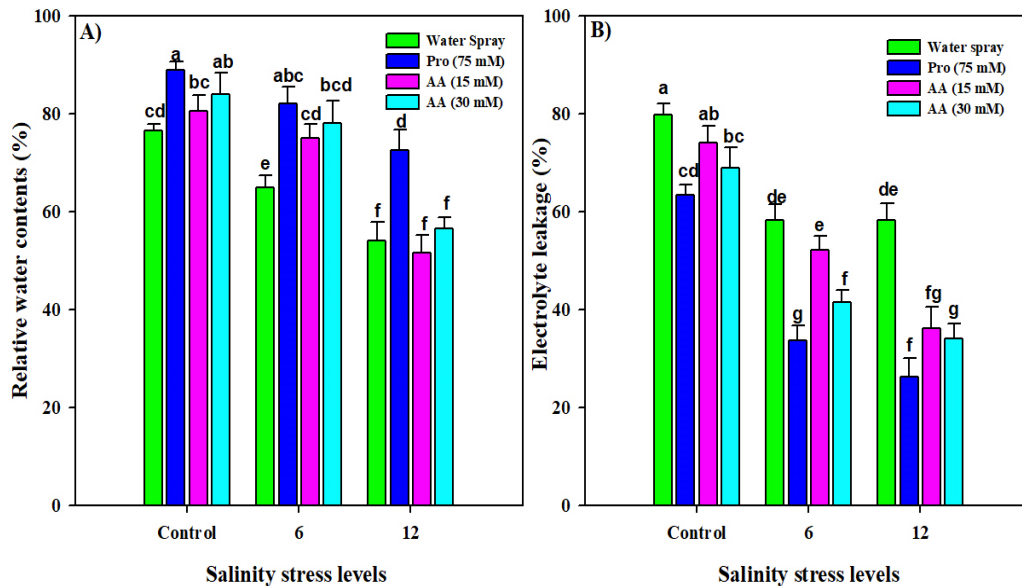 A)
Water Spray
Pro (75 mM)
AA (15 mM)
AA (30 mM)
Relative water contents (%)
100
80
60
40
20
0
cd
a
bc
ab
e
abc
cd
bcd
f
d
f
f
Control
6
12
Salinity stress levels
B)
Water spray
Pro (75 mM)
AA (15 mM)
AA (30 mM)
Electrolyte leakage (%)
100
80
60
40
20
0
a
cd
ab
bc
de
g
e
f
de
g
fg
g
Control
6
12
Salinity stress levels